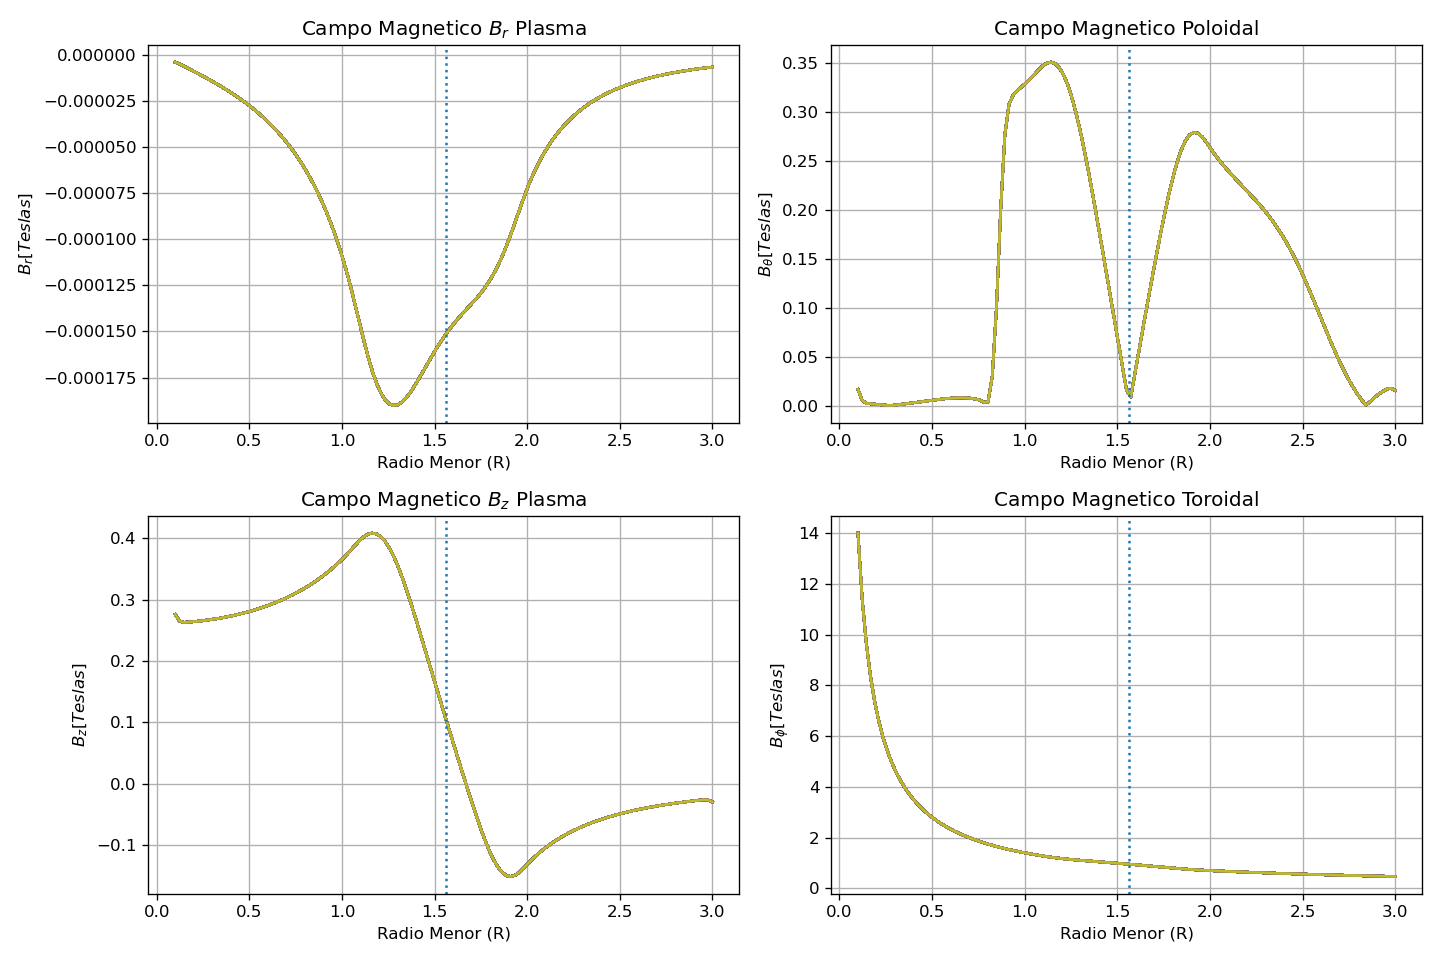 Campo Magnetico B_r Plasma
0.000000
−0.000025
−0.000050
−0.000075
−0.000100
−0.000125
−0.000150
−0.000175
B_r[Teslas]
0.0 0.5 1.0 1.5 2.0 2.5 3.0
Radio Menor (R)
Campo Magnetico Poloidal
0.35
0.30
0.25
0.20
0.15
0.10
0.05
0.00
B_θ[Teslas]
0.0 0.5 1.0 1.5 2.0 2.5 3.0
Radio Menor (R)
Campo Magnetico B_z Plasma
0.4
0.3
0.2
0.1
0.0
−0.1
B_z[Teslas]
0.0 0.5 1.0 1.5 2.0 2.5 3.0
Radio Menor (R)
Campo Magnetico Toroidal
14
12
10
8
6
4
2
0
B_ϕ[Teslas]
0.0 0.5 1.0 1.5 2.0 2.5 3.0
Radio Menor (R)